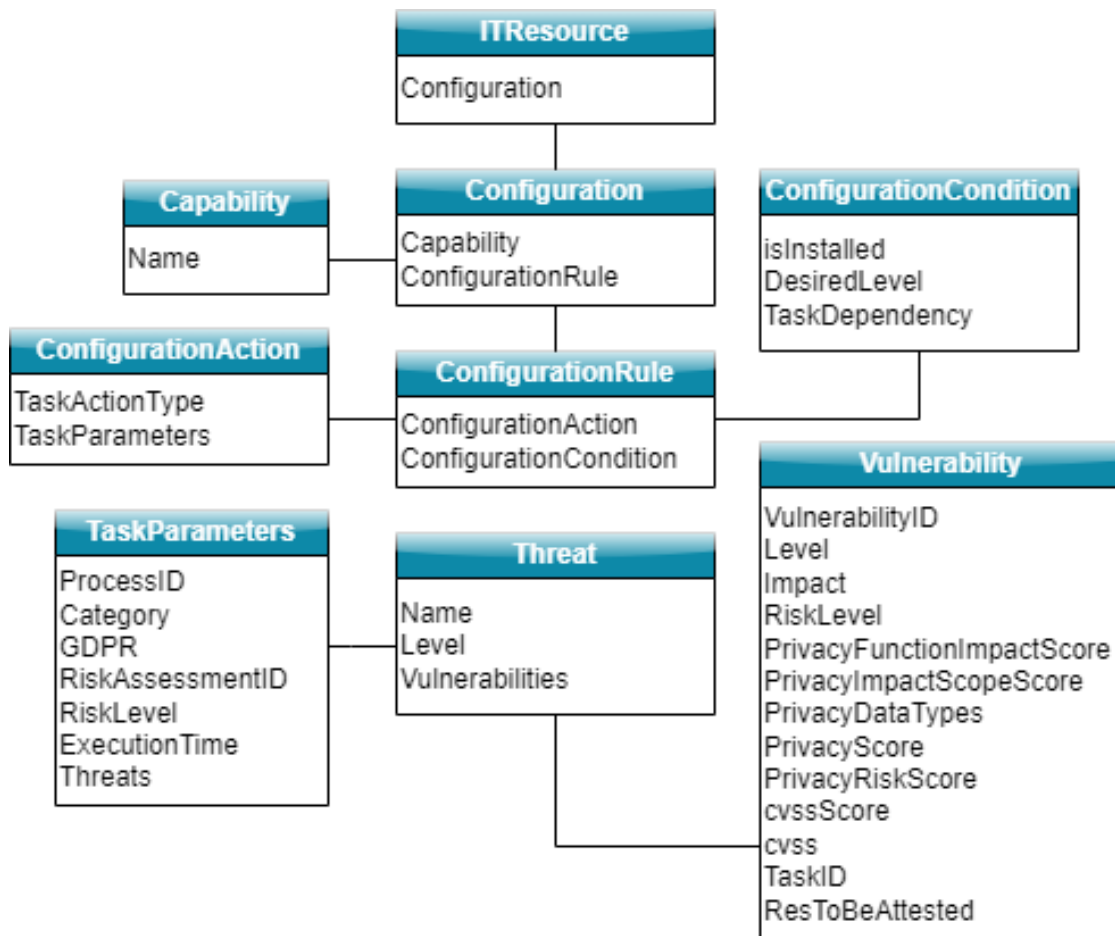 ITResource
Configuration
Capability
Name
Configuration
Capability
ConfigurationRule
ConfigurationCondition
isInstalled
DesiredLevel
TaskDependency
ConfigurationAction
TaskActionType
TaskParameters
ConfigurationRule
ConfigurationAction
ConfigurationCondition
Vulnerability
VulnerabilityID
Level
Impact
RiskLevel
PrivacyFunctionImpactScore
PrivacyImpactScopeScore
PrivacyDataTypes
PrivacyScore
PrivacyRiskScore
cvssScore
cvss
TaskID
ResToBeAttested
TaskParameters
ProcessID
Category
GDPR
RiskAssessmentID
RiskLevel
ExecutionTime
Threats
Threat
Name
Level
Vulnerabilities